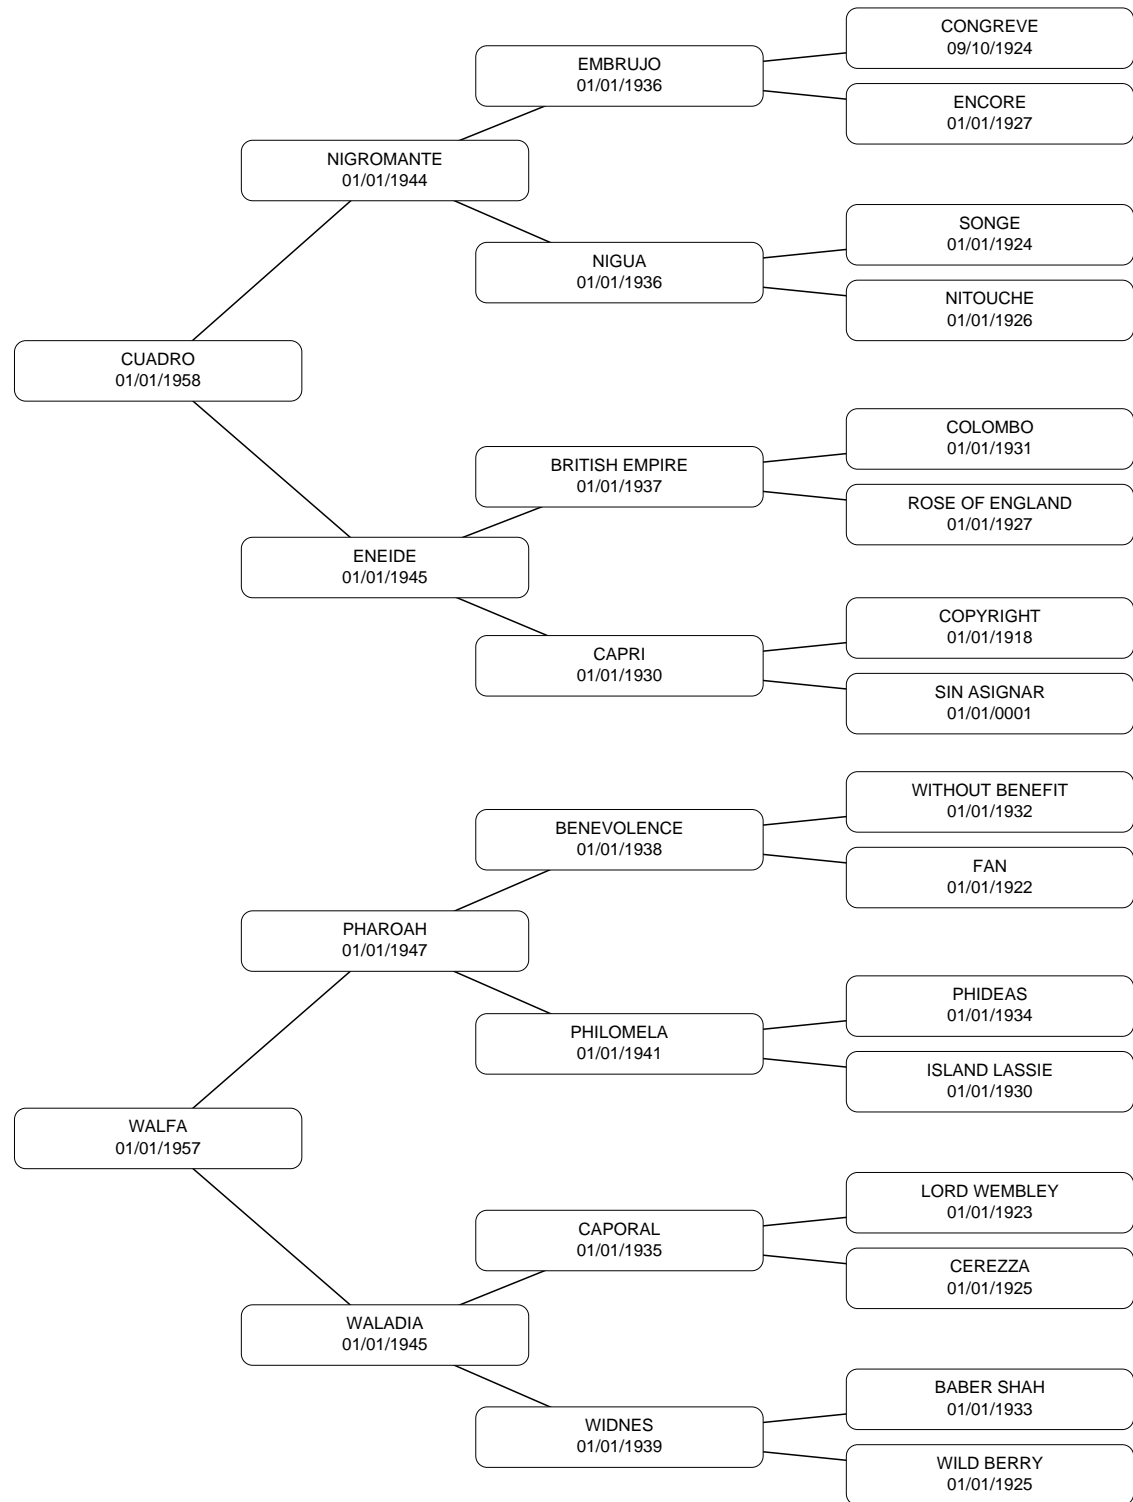 CONGREVE
09/10/1924
EMBRUJO
01/01/1936
ENCORE
01/01/1927
NIGROMANTE
01/01/1944
SONGE
01/01/1924
NIGUA
01/01/1936
NITOUCHE
01/01/1926
CUADRO
01/01/1958
COLOMBO
01/01/1931
BRITISH EMPIRE
01/01/1937
ROSE OF ENGLAND
01/01/1927
ENEIDE
01/01/1945
COPYRIGHT
01/01/1918
CAPRI
01/01/1930
SIN ASIGNAR
01/01/0001
WITHOUT BENEFIT
01/01/1932
BENEVOLENCE
01/01/1938
FAN
01/01/1922
PHAROAH
01/01/1947
PHIDEAS
01/01/1934
PHILOMELA
01/01/1941
ISLAND LASSIE
01/01/1930
WALFA
01/01/1957
LORD WEMBLEY
01/01/1923
CAPORAL
01/01/1935
CEREZZA
01/01/1925
WALADIA
01/01/1945
BABER SHAH
01/01/1933
WIDNES
01/01/1939
WILD BERRY
01/01/1925